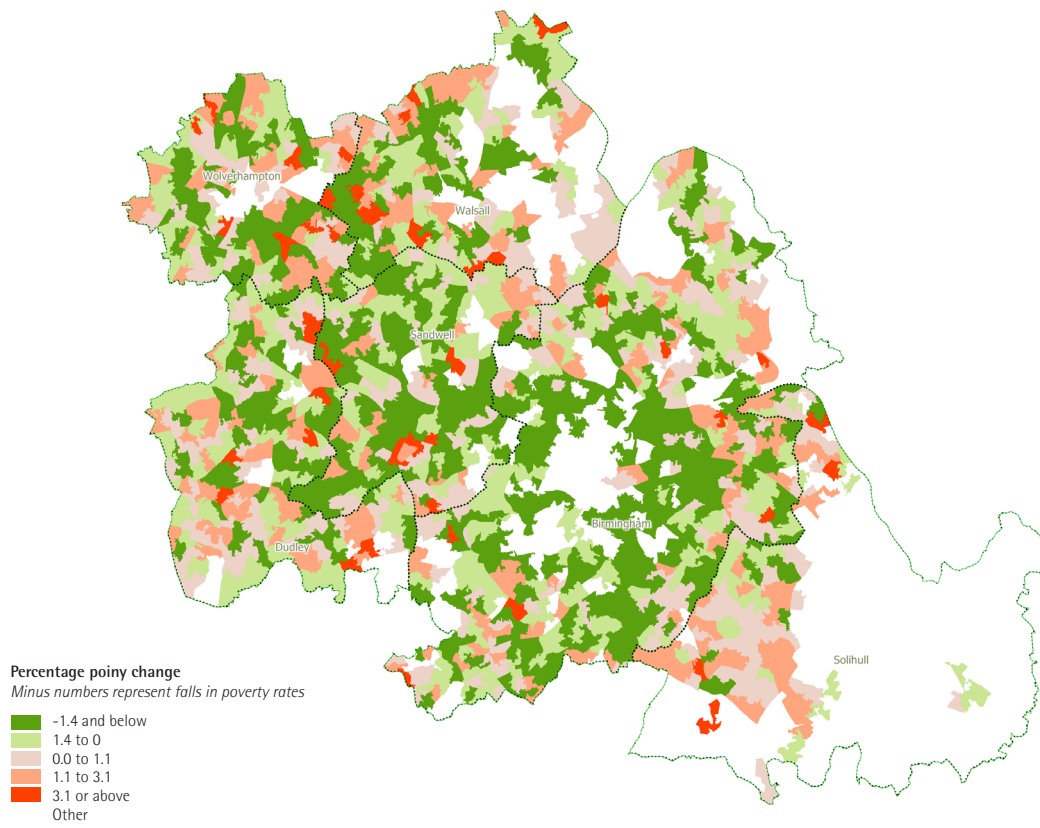 Wolverhampton
Walsall
Sandwell
Birmingham
Dudley
Solihull
Percentage poiny change
Minus numbers represent falls in poverty rates
-1.4 and below
1.4 to 0
0.0 to 1.1
1.1 to 3.1
3.1 or above
Other